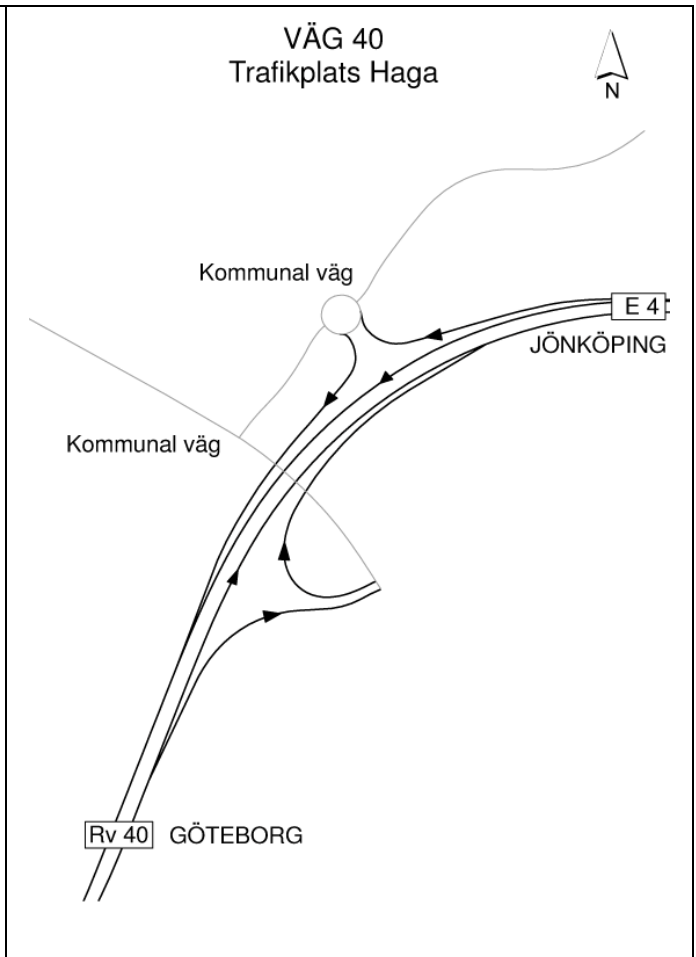 VÄG 40
Trafikplats Haga
N
Kommunal väg
E 4
JÖNKÖPING
Kommunal väg
Rv 40 GÖTEBORG